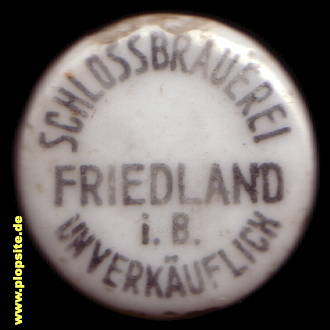 SCHLOSSBRAUEREI
FRIEDLAND
i. B.
UNVERKÄUFLICH
www.plopsite.de